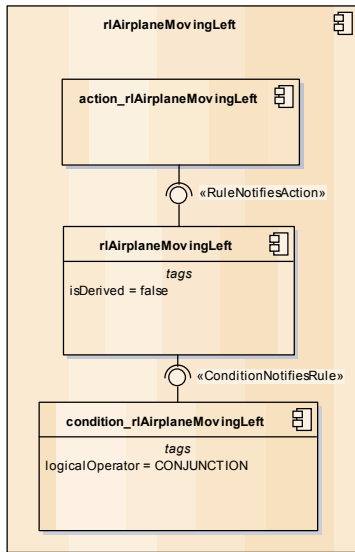 rlAirplaneMovingLeft
action_rlAirplaneMovingLeft
«RuleNotifiesAction»
rlAirplaneMovingLeft
tags
isDerived = false
«ConditionNotifiesRule»
condition_rlAirplaneMovingLeft
tags
logicalOperator = CONJUNCTION